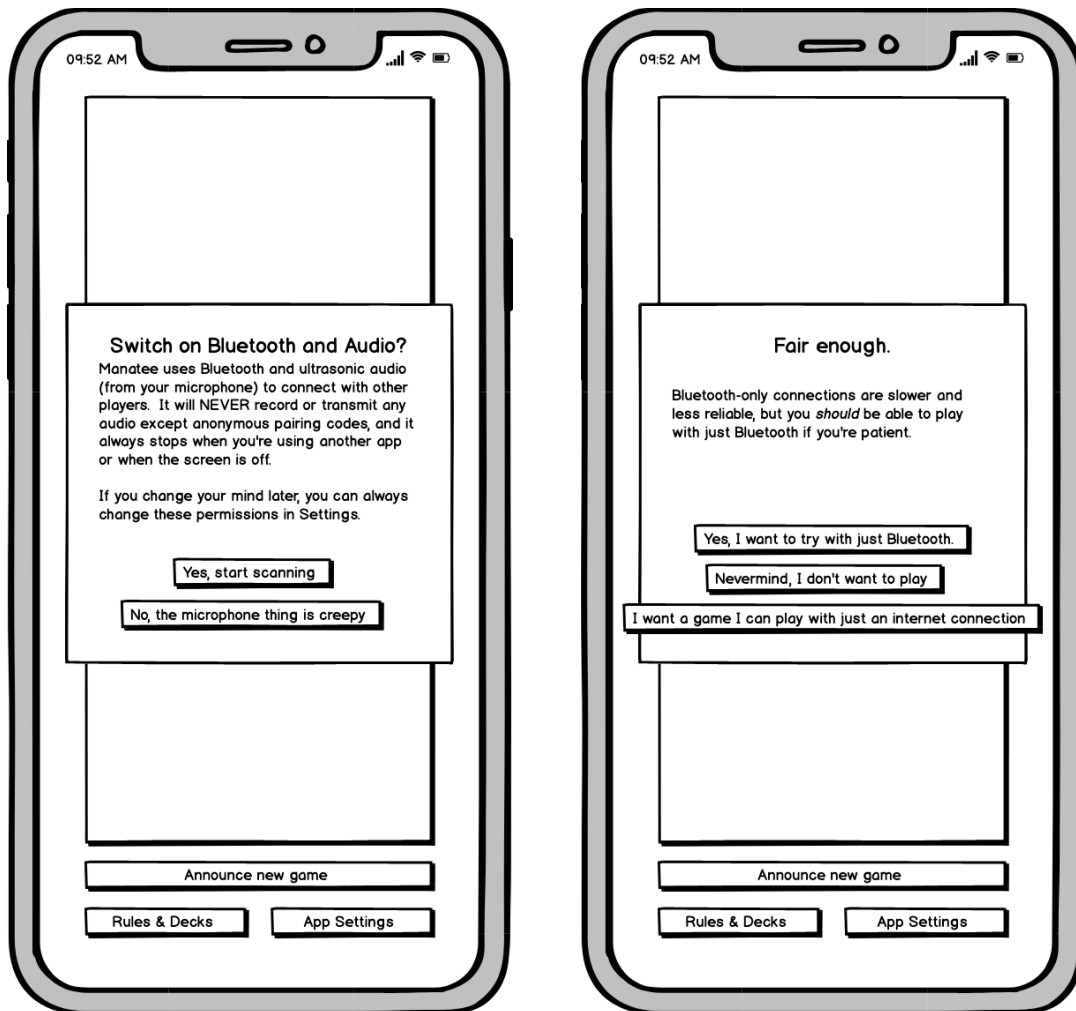 09:52 AM
Switch on Bluetooth and Audio?
Manatee uses Bluetooth and ultrasonic audio
(from your microphone) to connect with other
players.  It will NEVER record or transmit any
audio except anonymous pairing codes, and it
always stops when you're using another app
or when the screen is off.
If you change your mind later, you can always
change these permissions in Settings.
Yes, start scanning
No, the microphone thing is creepy
Announce new game
Rules & Decks
App Settings
09:52 AM
Fair enough.
Bluetooth-only connections are slower and
less reliable, but you should be able to play
with just Bluetooth if you're patient.
Yes, I want to try with just Bluetooth.
Nevermind, I don't want to play
I want a game I can play with just an internet connection
Announce new game
Rules & Decks
App Settings